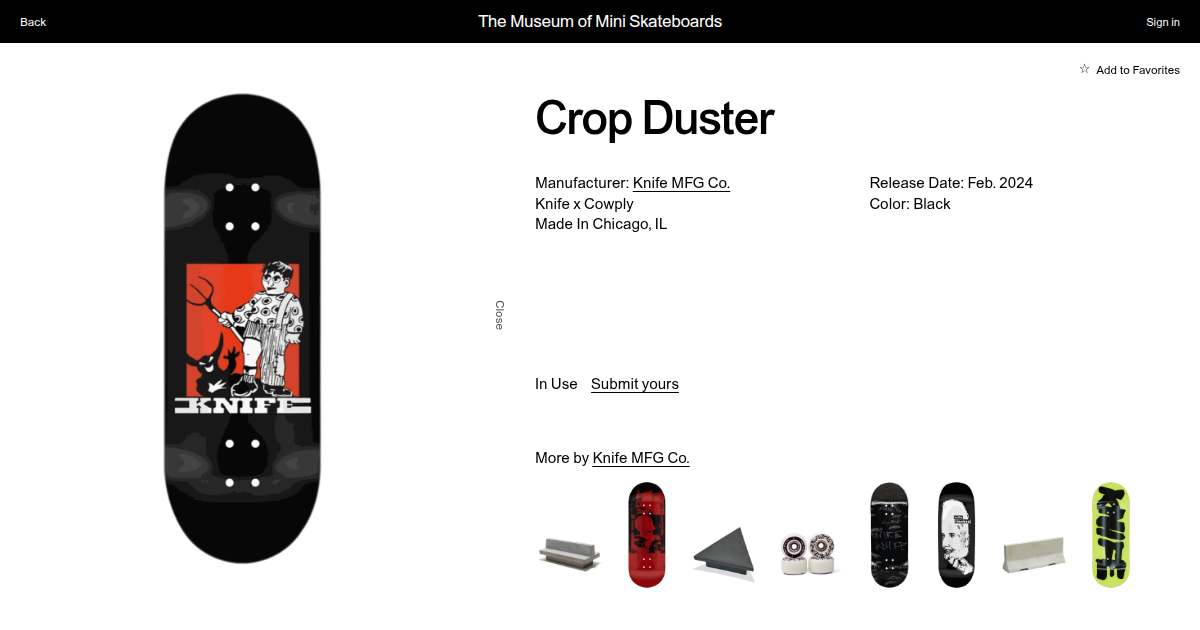 Back
The Museum of Mini Skateboards
Sign in
☆ Add to Favorites
Crop Duster
Manufacturer: Knife MFG Co.
Knife x Cowply
Made In Chicago, IL
Release Date: Feb. 2024
Color: Black
KNIFE
Close
In Use Submit yours
More by Knife MFG Co.